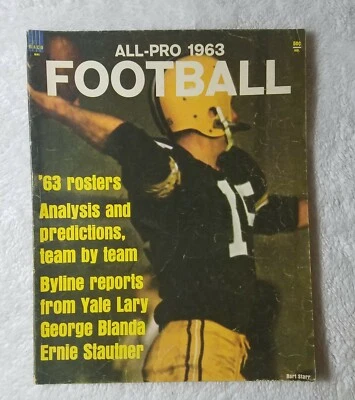 ALL-PRO 1963
FOOTBALL
'63 rosters
Analysis and
predictions,
team by team
Byline reports
from Yale Lary
George Blanda
Ernie Stautner
15
Bart Starr